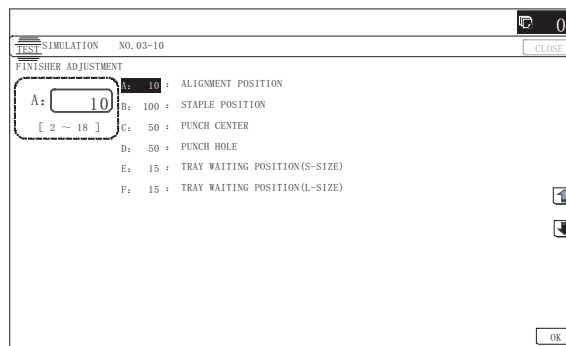 0
TEST SIMULATION NO.03-10
CLOSE
FINISHER ADJUSTMENT
A: 10
[ 2 ~ 18 ]
A: 10 : ALIGNMENT POSITION
B: 100 : STAPLE POSITION
C: 50 : PUNCH CENTER
D: 50 : PUNCH HOLE
E: 15 : TRAY WAITING POSITION(S-SIZE)
F: 15 : TRAY WAITING POSITION(L-SIZE)
OK